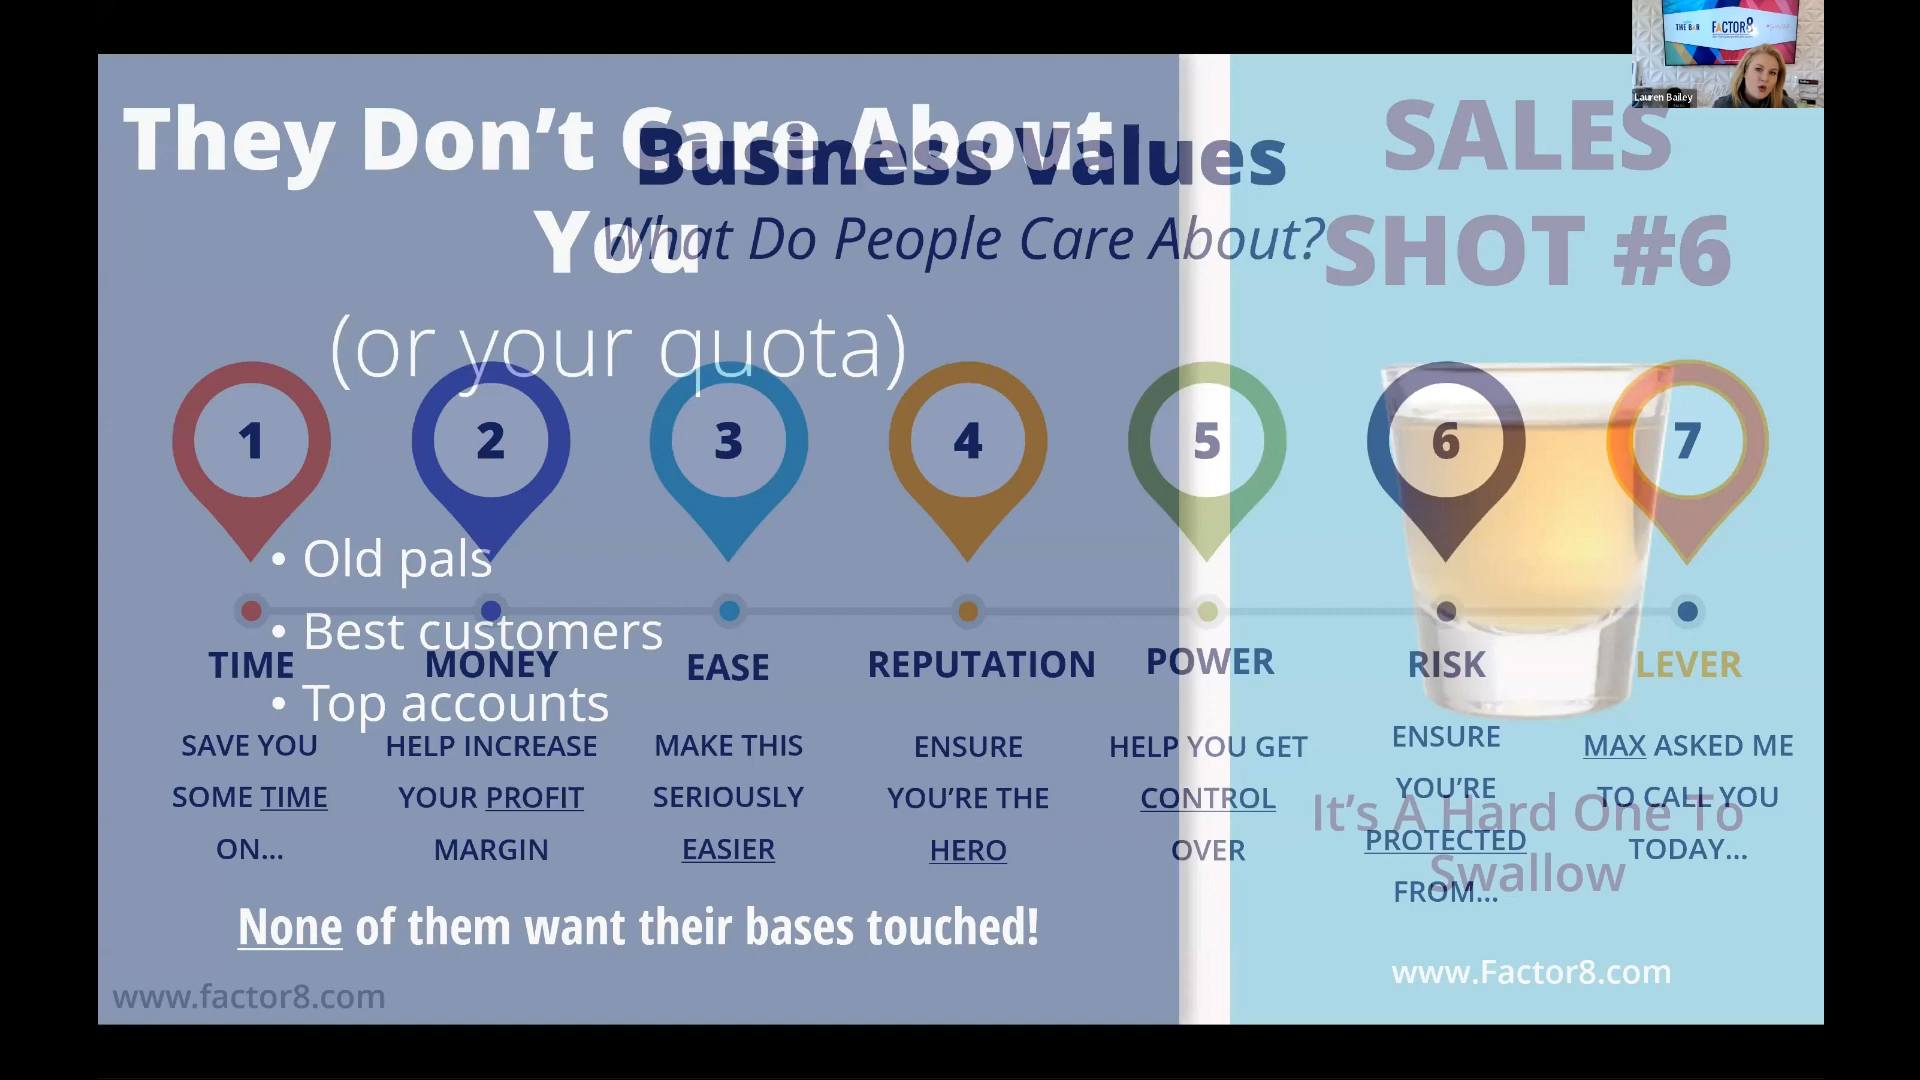 THE BAR
FACTOR8
Lauren Bailey
They Don’t Care About
You
(or your quota)
• Old pals
• Best customers
• Top accounts
None of them want their bases touched!
www.factor8.com
SALES
SHOT #6
It’s A Hard One To
Swallow
www.Factor8.com
Business Values
What Do People Care About?
1
2
3
4
5
6
7
TIME
SAVE YOU
SOME TIME
ON...
MONEY
HELP INCREASE
YOUR PROFIT
MARGIN
EASE
MAKE THIS
SERIOUSLY
EASIER
REPUTATION
ENSURE
YOU’RE THE
HERO
POWER
HELP YOU GET
CONTROL
OVER
RISK
ENSURE
YOU’RE
PROTECTED
FROM...
LEVER
MAX ASKED ME
TO CALL YOU
TODAY...